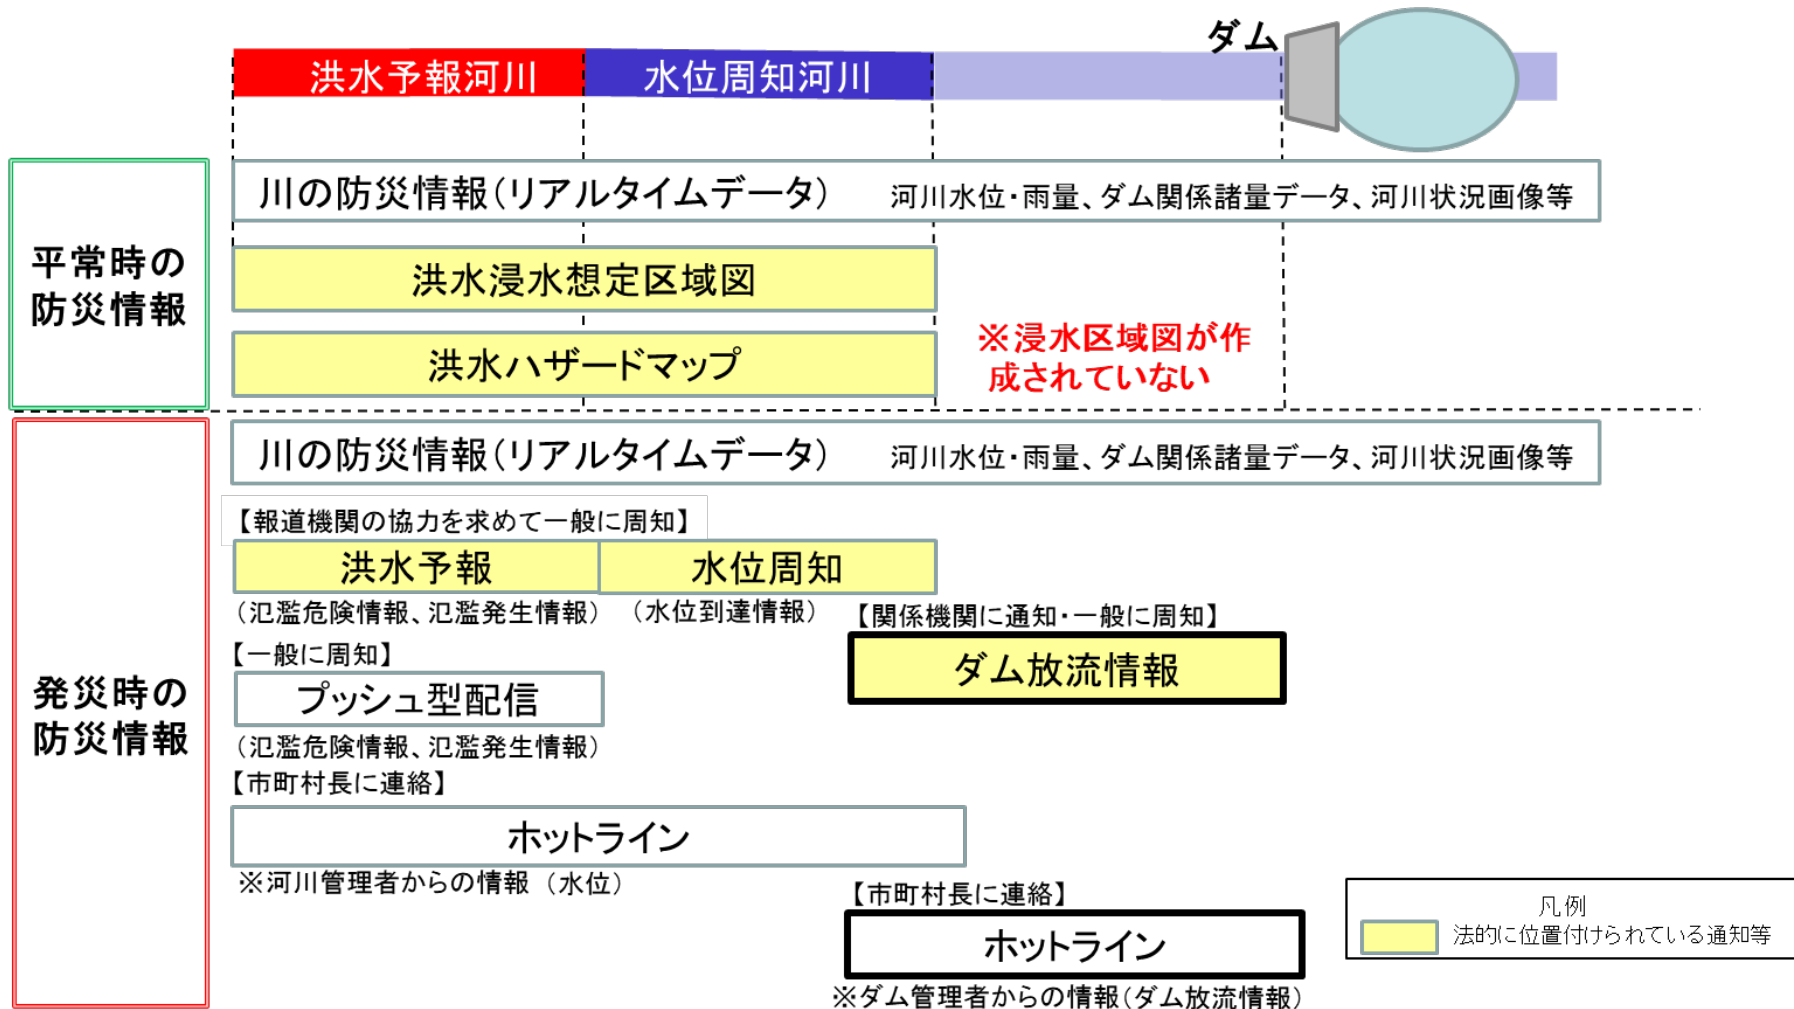 ダム
洪水予報河川
水位周知河川
平常時の
防災情報
川の防災情報(リアルタイムデータ) 河川水位・雨量、ダム関係諸量データ、河川状況画像等
洪水浸水想定区域図
洪水ハザードマップ
※浸水区域図が作
成されていない
発災時の
防災情報
川の防災情報(リアルタイムデータ) 河川水位・雨量、ダム関係諸量データ、河川状況画像等
【報道機関の協力を求めて一般に周知】
洪水予報
水位周知
(氾濫危険情報、氾濫発生情報)
(水位到達情報)
【関係機関に通知・一般に周知】
ダム放流情報
【一般に周知】
プッシュ型配信
(氾濫危険情報、氾濫発生情報)
【市町村長に連絡】
ホットライン
※河川管理者からの情報 (水位)
【市町村長に連絡】
ホットライン
※ダム管理者からの情報(ダム放流情報)
凡例
法的に位置付けられている通知等